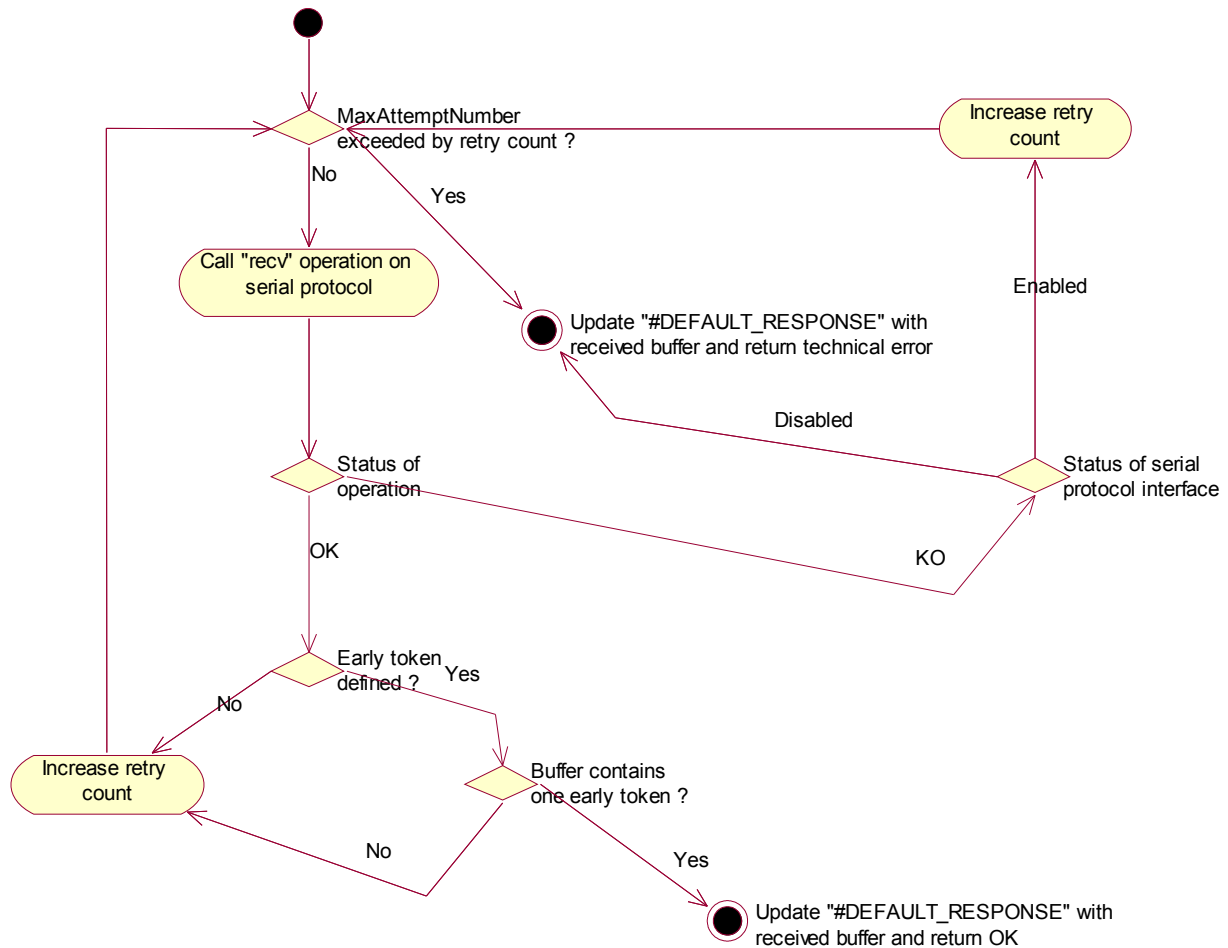 MaxAttemptNumber
exceeded by retry count ?
Increase retry
count
No
Yes
Call "recv" operation on
serial protocol
Enabled
Update "#DEFAULT_RESPONSE" with
received buffer and return technical error
Disabled
Status of
operation
Status of serial
protocol interface
OK
KO
Early token
defined ?
Yes
No
Increase retry
count
Buffer contains
one early token ?
No
Yes
Update "#DEFAULT_RESPONSE" with
received buffer and return OK